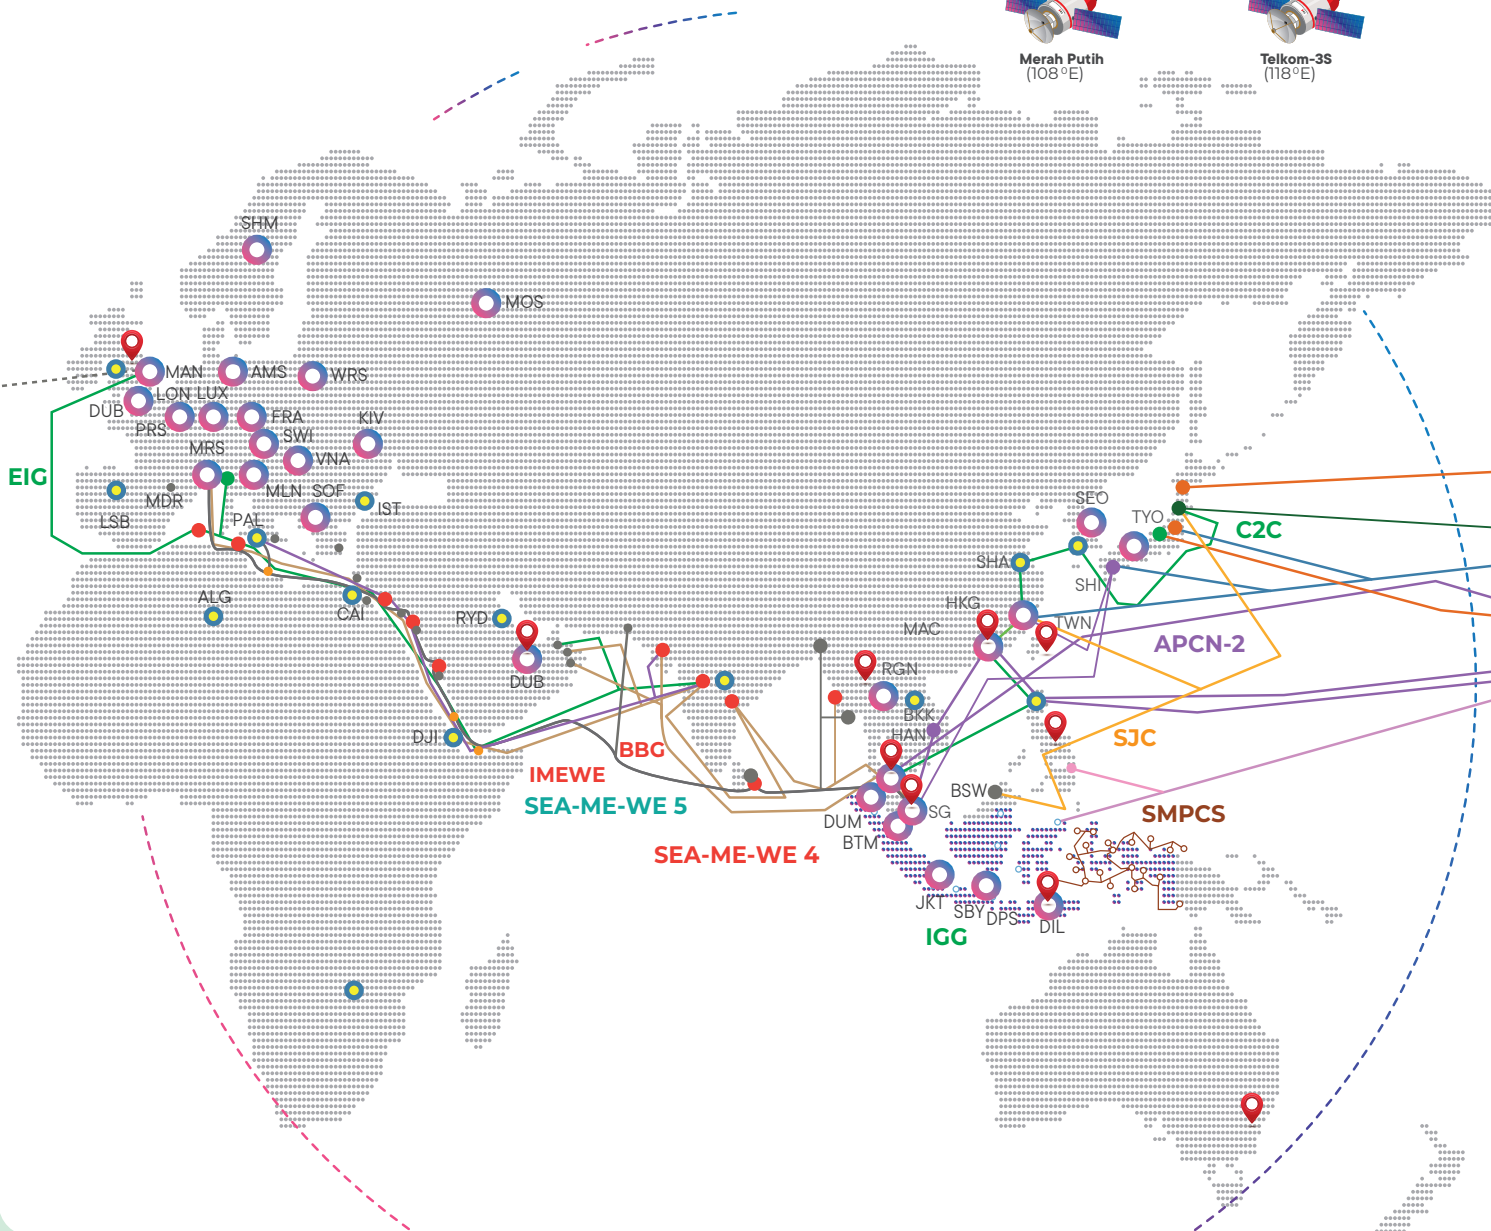 Merah Putih
(108°E)
Telkom-3S
(118°E)
SHM
MOS
MAN
AMS
WRS
LON
LUX
DUB
PRS
FRA
KIV
SWI
MRS
VNA
EIG
MDR
MLN
SOF
IST
LSB
PAL
SEO
TYO
C2C
SHA
SHI
ALG
CAI
RYD
HKG
MAC
TWN
APCN-2
DUB
RGN
BKK
HAN
DJI
BBG
SJC
IMEWE
SEA-ME-WE 5
BSW
SG
SMPCS
DUM
BTM
SEA-ME-WE 4
JKT
SBY
DPS
DIL
IGG